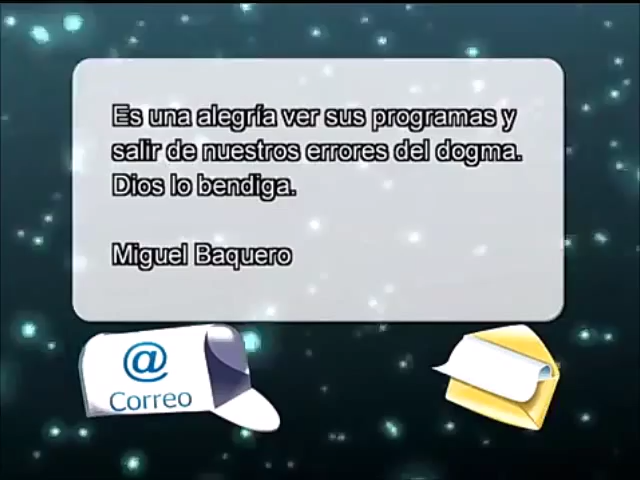 Es una alegría ver sus programas y
salir de nuestros errores del dogma.
Dios lo bendiga.
Miguel Baquero
@
Correo